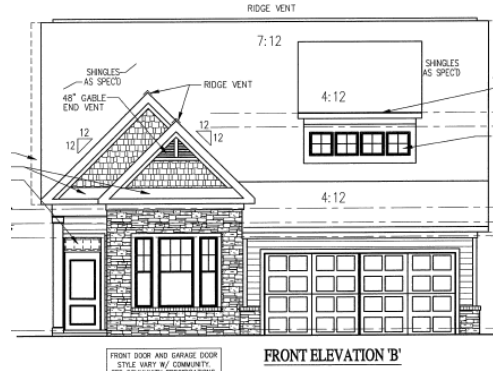 RIDGE VENT
7:12
SHINGLES
AS SPEC'D
SHINGLES
AS SPEC'D
RIDGE VENT
48" GABLE
END VENT
4:12
12
12
12
12
4:12
FRONT DOOR AND GARAGE DOOR
STYLE VARY W/ COMMUNITY.
FRONT ELEVATION 'B'